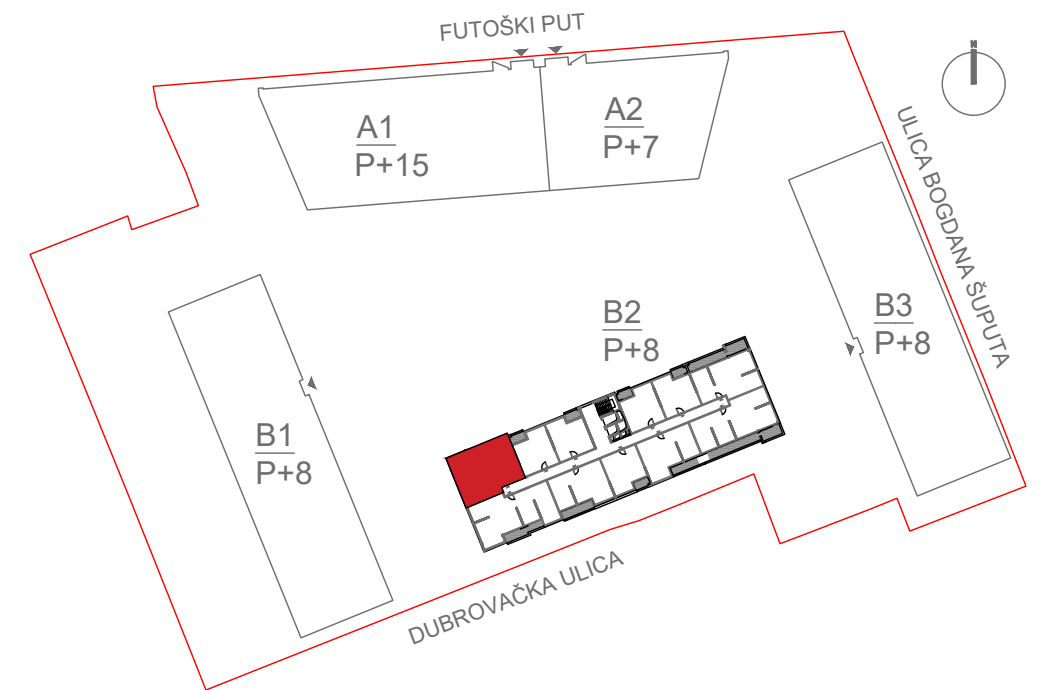 FUTOŠKI PUT
N
A1
P+15
A2
P+7
ULICA BOGDANA ŠUPUTA
B2
P+8
B3
P+8
B1
P+8
DUBROVAČKA ULICA